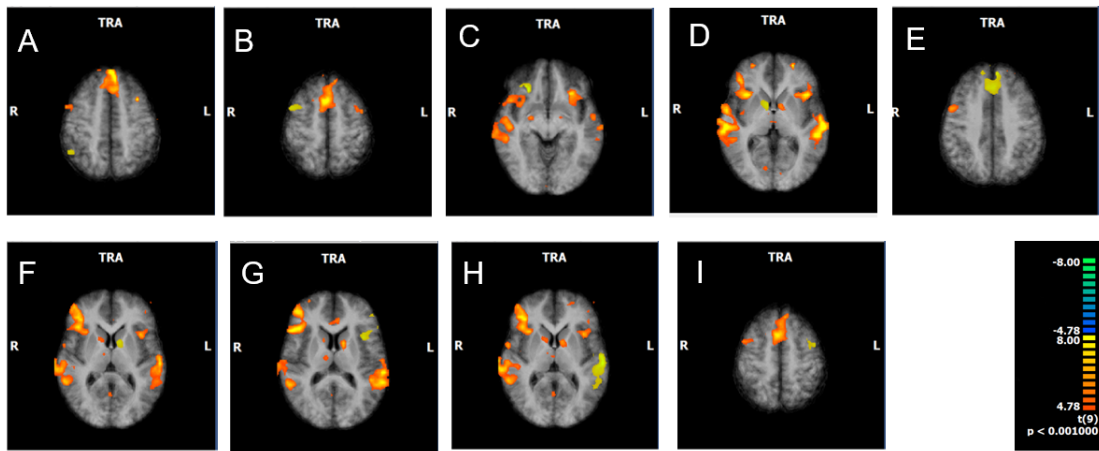 A TRA R L
B TRA R L
C TRA R L
D TRA R L
E TRA R L
F TRA R L
G TRA R L
H TRA R L
I TRA R L
-8.00
-4.78
8.00
4.78
t(9)
p < 0.001000